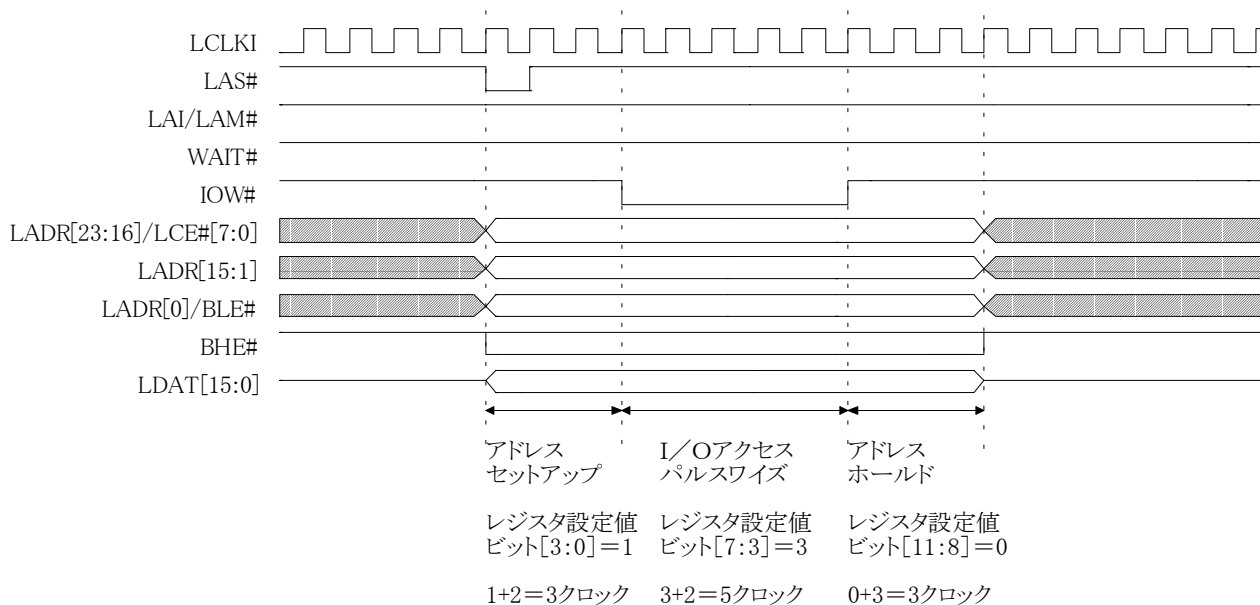 LCLKI
LAS#
LAI/LAM#
WAIT#
IOW#
LADR[23:16]/LCE#[7:0]
LADR[15:1]
LADR[0]/BLE#
BHE#
LDAT[15:0]
アドレス
セットアップ
I/Oアクセス
パルスワイズ
アドレス
ホールド
レジスタ設定値
ビット[3:0]=1
レジスタ設定値
ビット[7:3]=3
レジスタ設定値
ビット[11:8]=0
1+2=3クロック
3+2=5クロック
0+3=3クロック